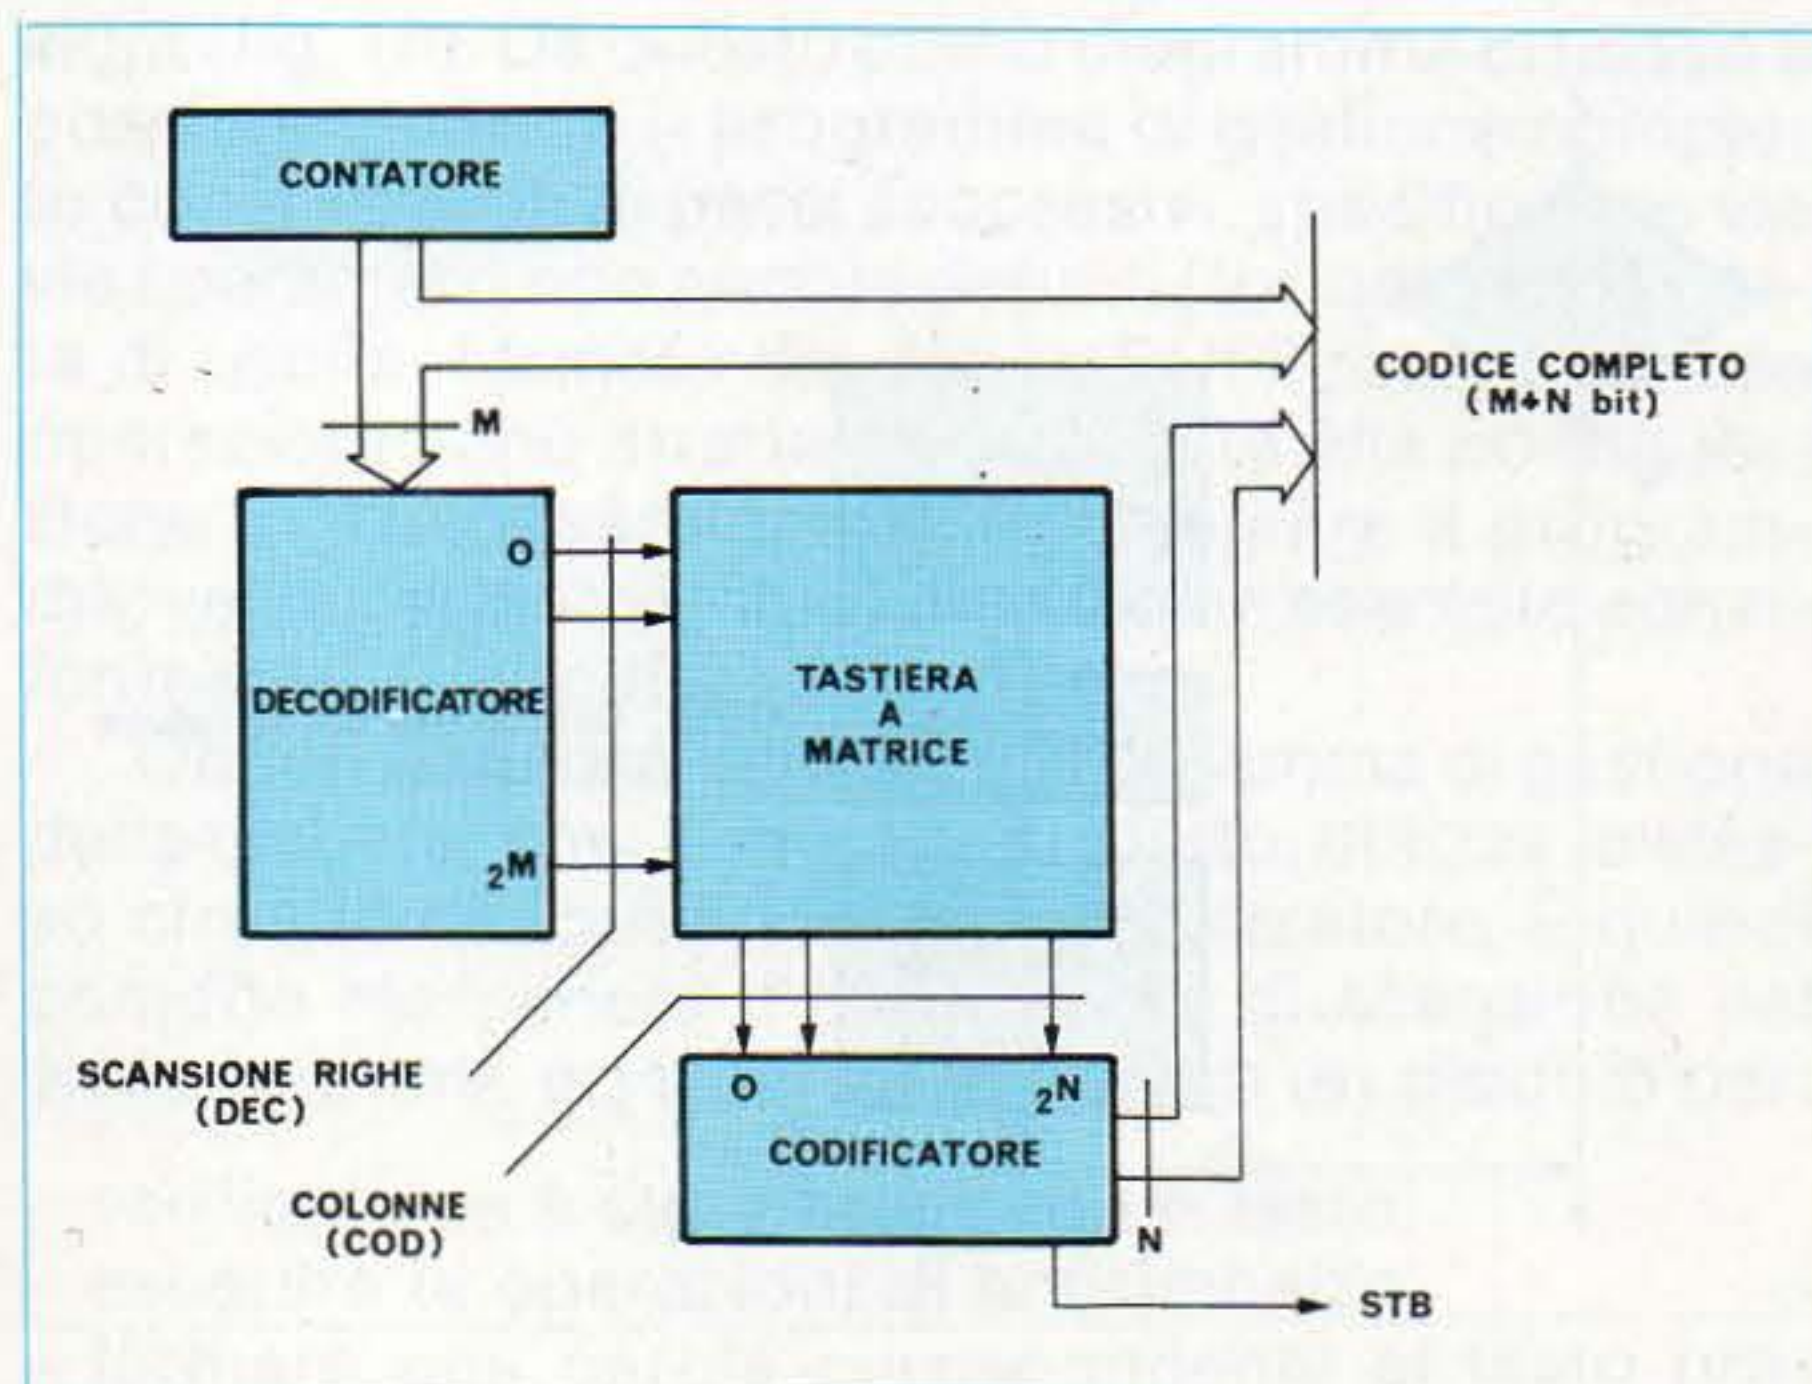 CONTATORE
CODICE COMPLETO
(M+N bit)
M
O
DECODIFICATORE
2M
TASTIERA
A
MATRICE
SCANSIONE RIGHE
(DEC)
O
2N
CODIFICATORE
COLONNE
(COD)
N
STB